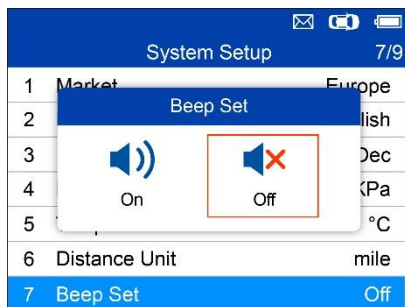 System Setup 7/9
1 Market Europe
Beep Set
2 lish
3 Dec
4 KPa
On Off
5 °C
6 Distance Unit mile
7 Beep Set Off